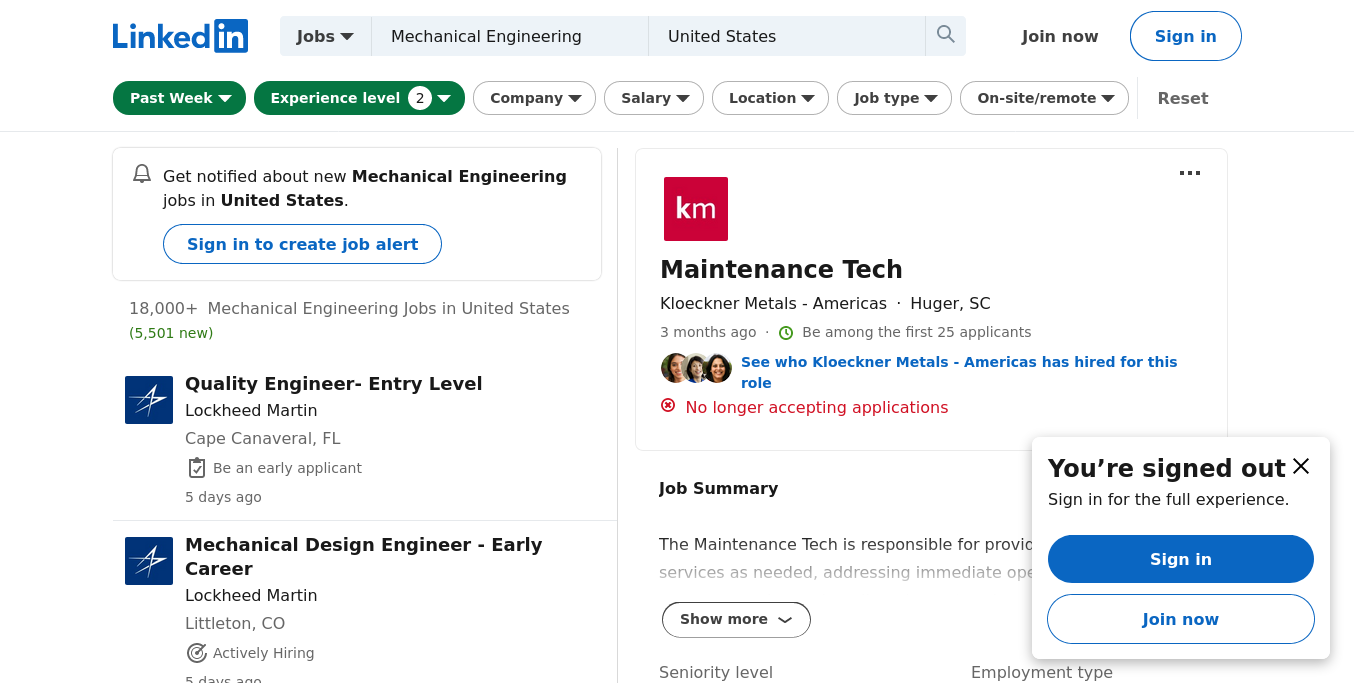 Linked in
Jobs
Mechanical Engineering
United States
Join now
Sign in
Past Week
Experience level 2
Company
Salary
Location
Job type
On-site/remote
Reset
Get notified about new Mechanical Engineering
jobs in United States.
Sign in to create job alert
18,000+ Mechanical Engineering Jobs in United States
(5,501 new)
Quality Engineer- Entry Level
Lockheed Martin
Cape Canaveral, FL
Be an early applicant
5 days ago
Mechanical Design Engineer - Early
Career
Lockheed Martin
Littleton, CO
Actively Hiring
5 days ago
km
Maintenance Tech
Kloeckner Metals - Americas · Huger, SC
3 months ago · Be among the first 25 applicants
See who Kloeckner Metals - Americas has hired for this
role
No longer accepting applications
Job Summary
The Maintenance Tech is responsible for provid
services as needed, addressing immediate ope
Show more
Seniority level
Employment type
You’re signed out
Sign in for the full experience.
Sign in
Join now